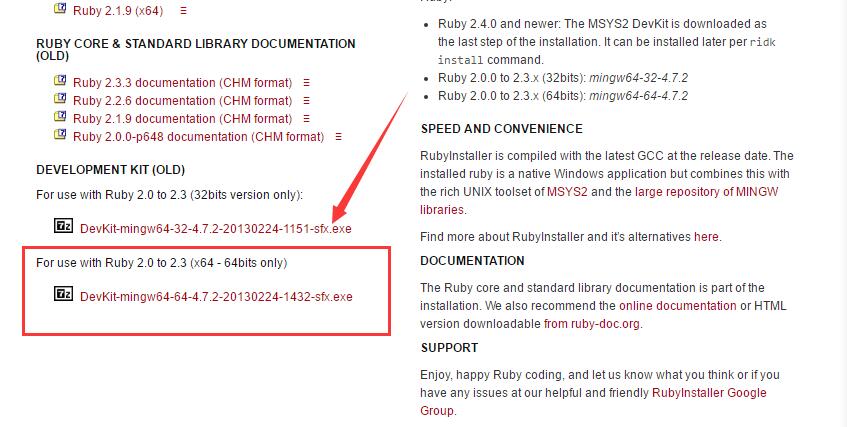 Ruby 2.1.9 (x64)
RUBY CORE & STANDARD LIBRARY DOCUMENTATION
(OLD)
Ruby 2.3.3 documentation (CHM format)
Ruby 2.2.6 documentation (CHM format)
Ruby 2.1.9 documentation (CHM format)
Ruby 2.0.0-p648 documentation (CHM format)
DEVELOPMENT KIT (OLD)
For use with Ruby 2.0 to 2.3 (32bits version only):
DevKit-mingw64-32-4.7.2-20130224-1151-sfx.exe
For use with Ruby 2.0 to 2.3 (x64 - 64bits only)
DevKit-mingw64-64-4.7.2-20130224-1432-sfx.exe
Ruby 2.4.0 and newer: The MSYS2 DevKit is downloaded as
the last step of the installation. It can be installed later per ridk
install command.
Ruby 2.0.0 to 2.3.x (32bits): mingw64-32-4.7.2
Ruby 2.0.0 to 2.3.x (64bits): mingw64-64-4.7.2
SPEED AND CONVENIENCE
RubyInstaller is compiled with the latest GCC at the release date. The
installed ruby is a native Windows application but combines this with
the rich UNIX toolset of MSYS2 and the large repository of MINGW
libraries.
Find more about RubyInstaller and it's alternatives here.
DOCUMENTATION
The Ruby core and standard library documentation is part of the
installation. We also recommend the online documentation or HTML
version downloadable from ruby-doc.org.
SUPPORT
Enjoy, happy Ruby coding, and let us know what you think or if you
have any issues at our helpful and friendly RubyInstaller Google
Group.